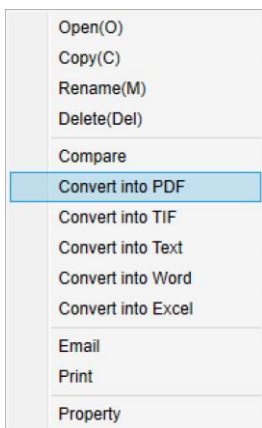 Open(O)
Copy(C)
Rename(M)
Delete(Del)
Compare
Convert into PDF
Convert into TIF
Convert into Text
Convert into Word
Convert into Excel
Email
Print
Property